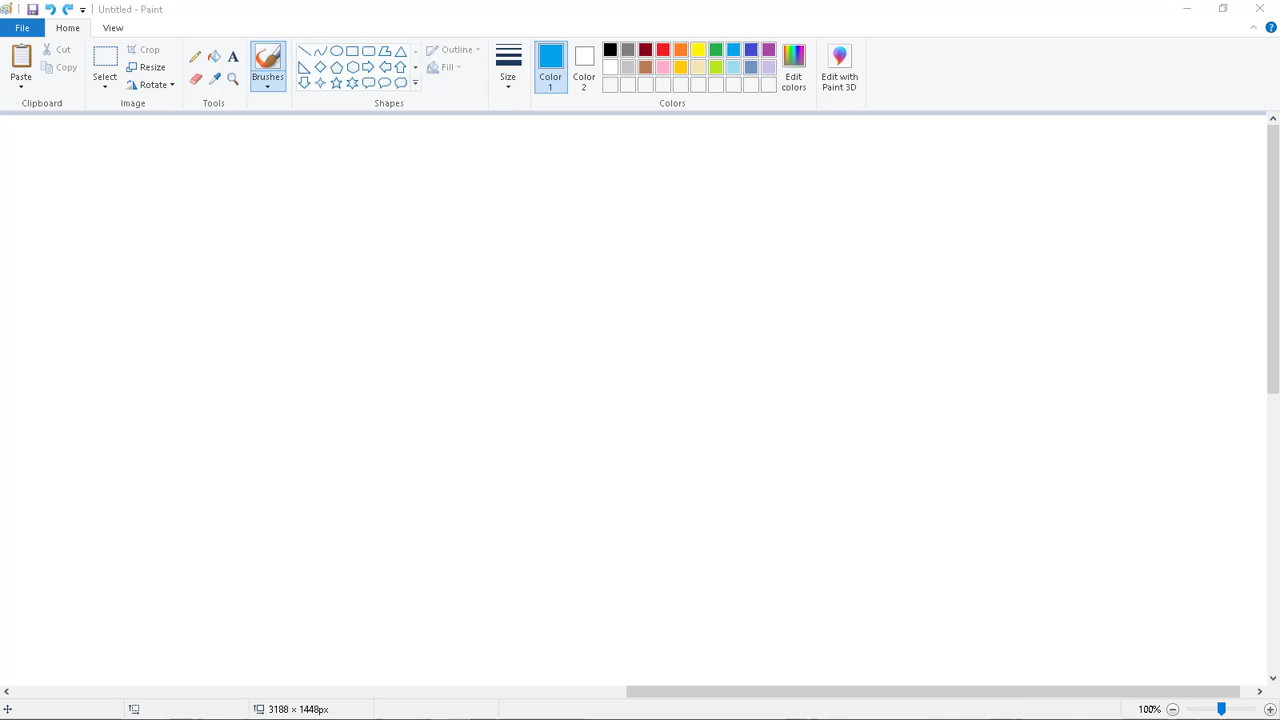 Untitled - Paint
File Home View
Paste Cut Copy Select Crop Resize Rotate A Brushes Outline Fill Size Color 1 Color 2 Edit colors Edit with Paint 3D
Clipboard Image Tools Shapes Colors
3188 × 1448px 100%